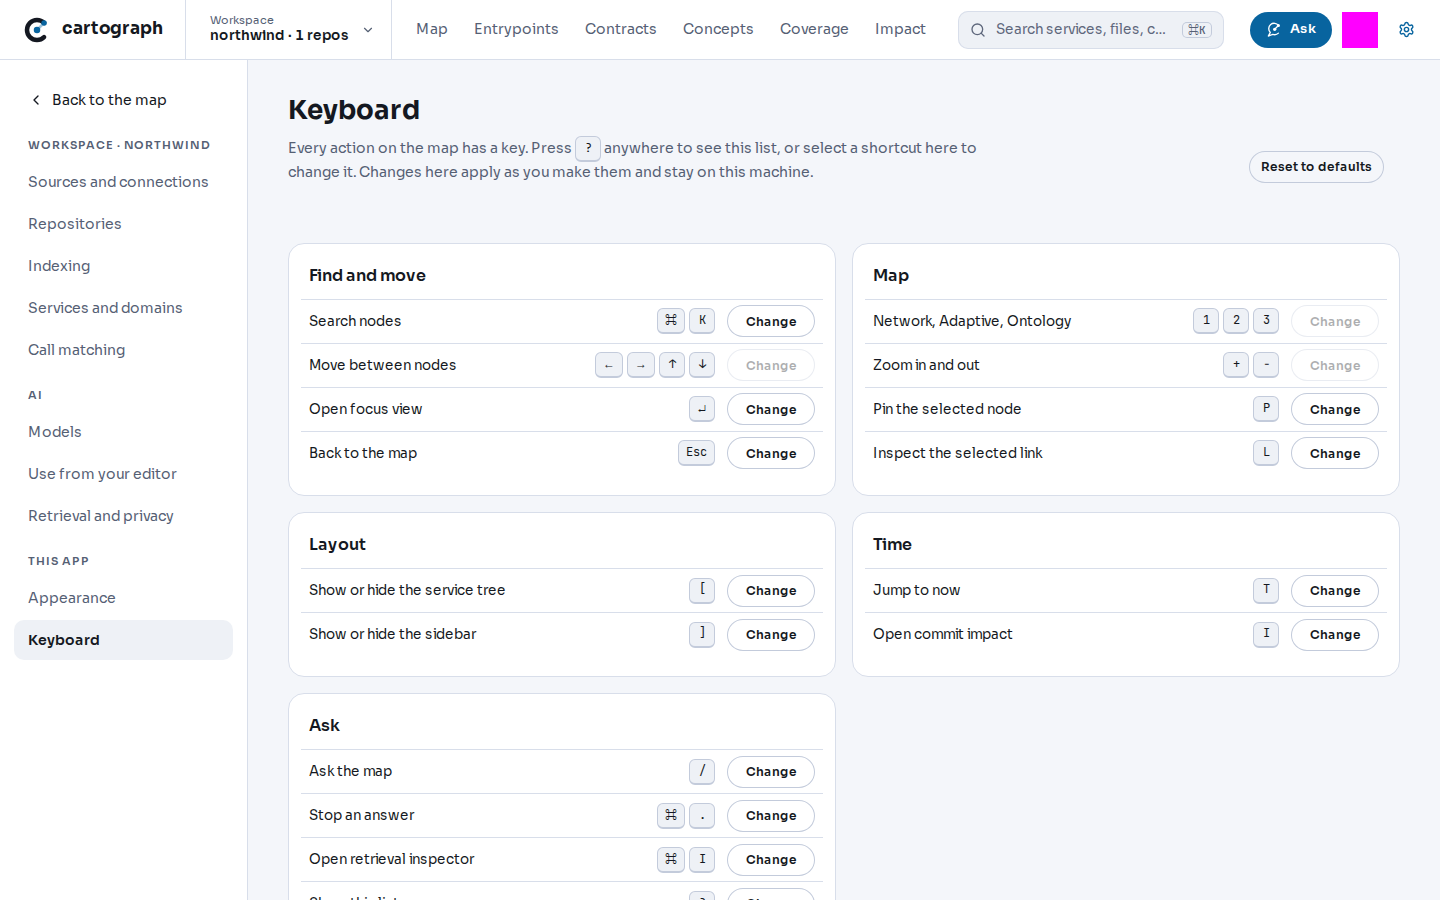 cartograph
Workspace
northwind · 1 repos
Map
Entrypoints
Contracts
Concepts
Coverage
Impact
Search services, files, c...
⌘K
Ask
Back to the map
WORKSPACE · NORTHWIND
Sources and connections
Repositories
Indexing
Services and domains
Call matching
AI
Models
Use from your editor
Retrieval and privacy
THIS APP
Appearance
Keyboard
Keyboard
Every action on the map has a key. Press ? anywhere to see this list, or select a shortcut here to
change it. Changes here apply as you make them and stay on this machine.
Reset to defaults
Find and move
Search nodes ⌘ K Change
Move between nodes ← → ↑ ↓ Change
Open focus view ↵ Change
Back to the map Esc Change
Map
Network, Adaptive, Ontology 1 2 3 Change
Zoom in and out + - Change
Pin the selected node P Change
Inspect the selected link L Change
Layout
Show or hide the service tree [ Change
Show or hide the sidebar ] Change
Time
Jump to now T Change
Open commit impact I Change
Ask
Ask the map / Change
Stop an answer ⌘ . Change
Open retrieval inspector ⌘ I Change